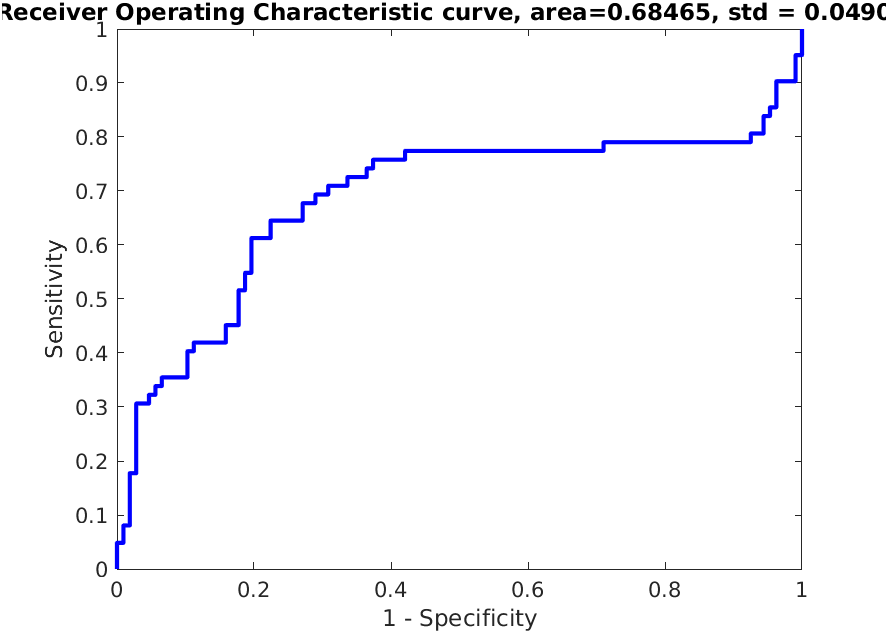 Receiver Operating Characteristic curve, area=0.68465, std = 0.0490
1
0.9
0.8
0.7
0.6
0.5
0.4
0.3
0.2
0.1
0
Sensitivity
0 0.2 0.4 0.6 0.8 1
1 - Specificity